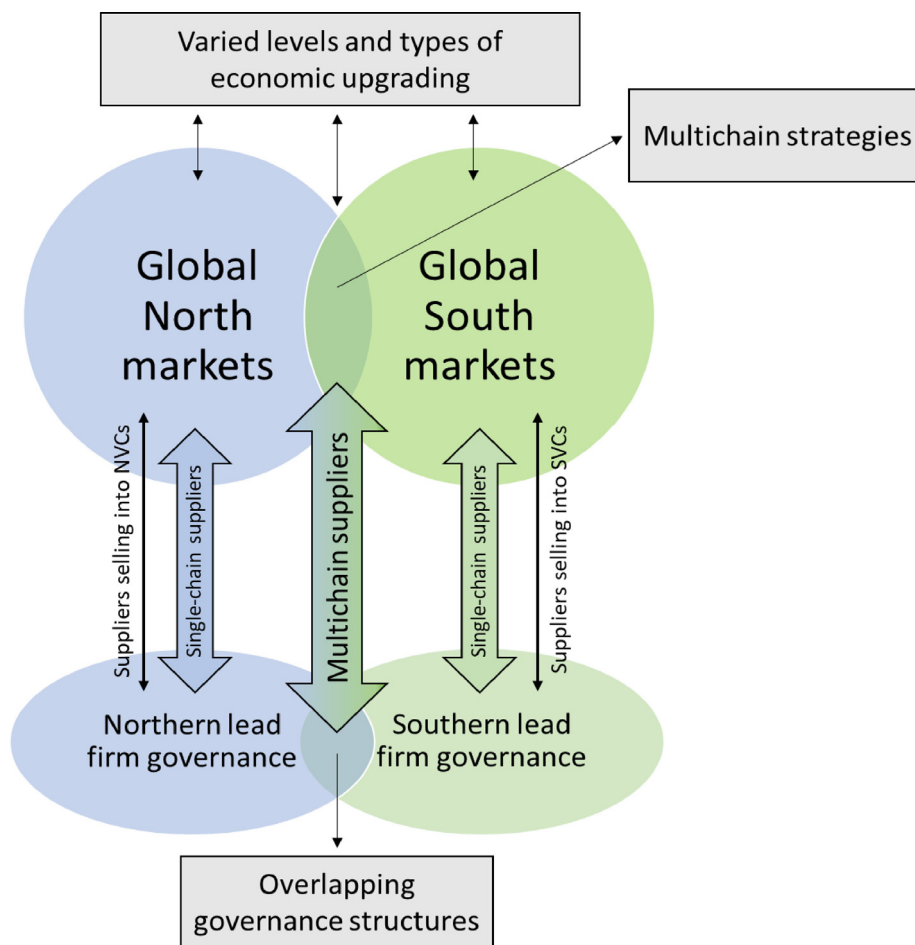 Varied levels and types of
economic upgrading
Multichain strategies
Global
North
markets
Global
South
markets
Suppliers selling into NVCs
Single-chain suppliers
Multichain suppliers
Single-chain suppliers
Suppliers selling into SVCs
Northern lead
firm governance
Southern lead
firm governance
Overlapping
governance structures